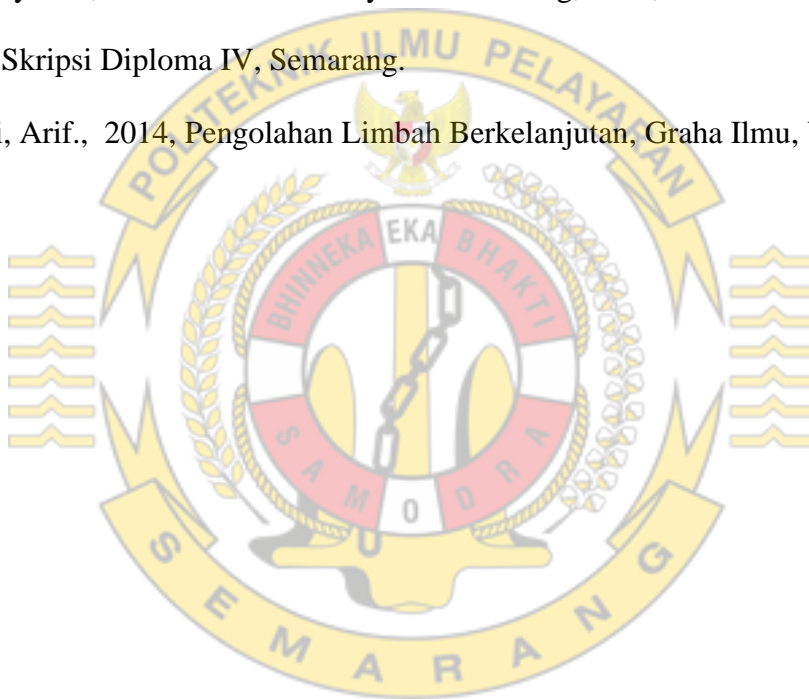 Skripsi Diploma IV, Semarang.
i, Arif., 2014, Pengolahan Limbah Berkelanjutan, Graha Ilmu,
POLITEKNIK ILMU PELAYARAN
BHINNEKA EKA BHAKTI
SAMODRA
0
SEMARANG